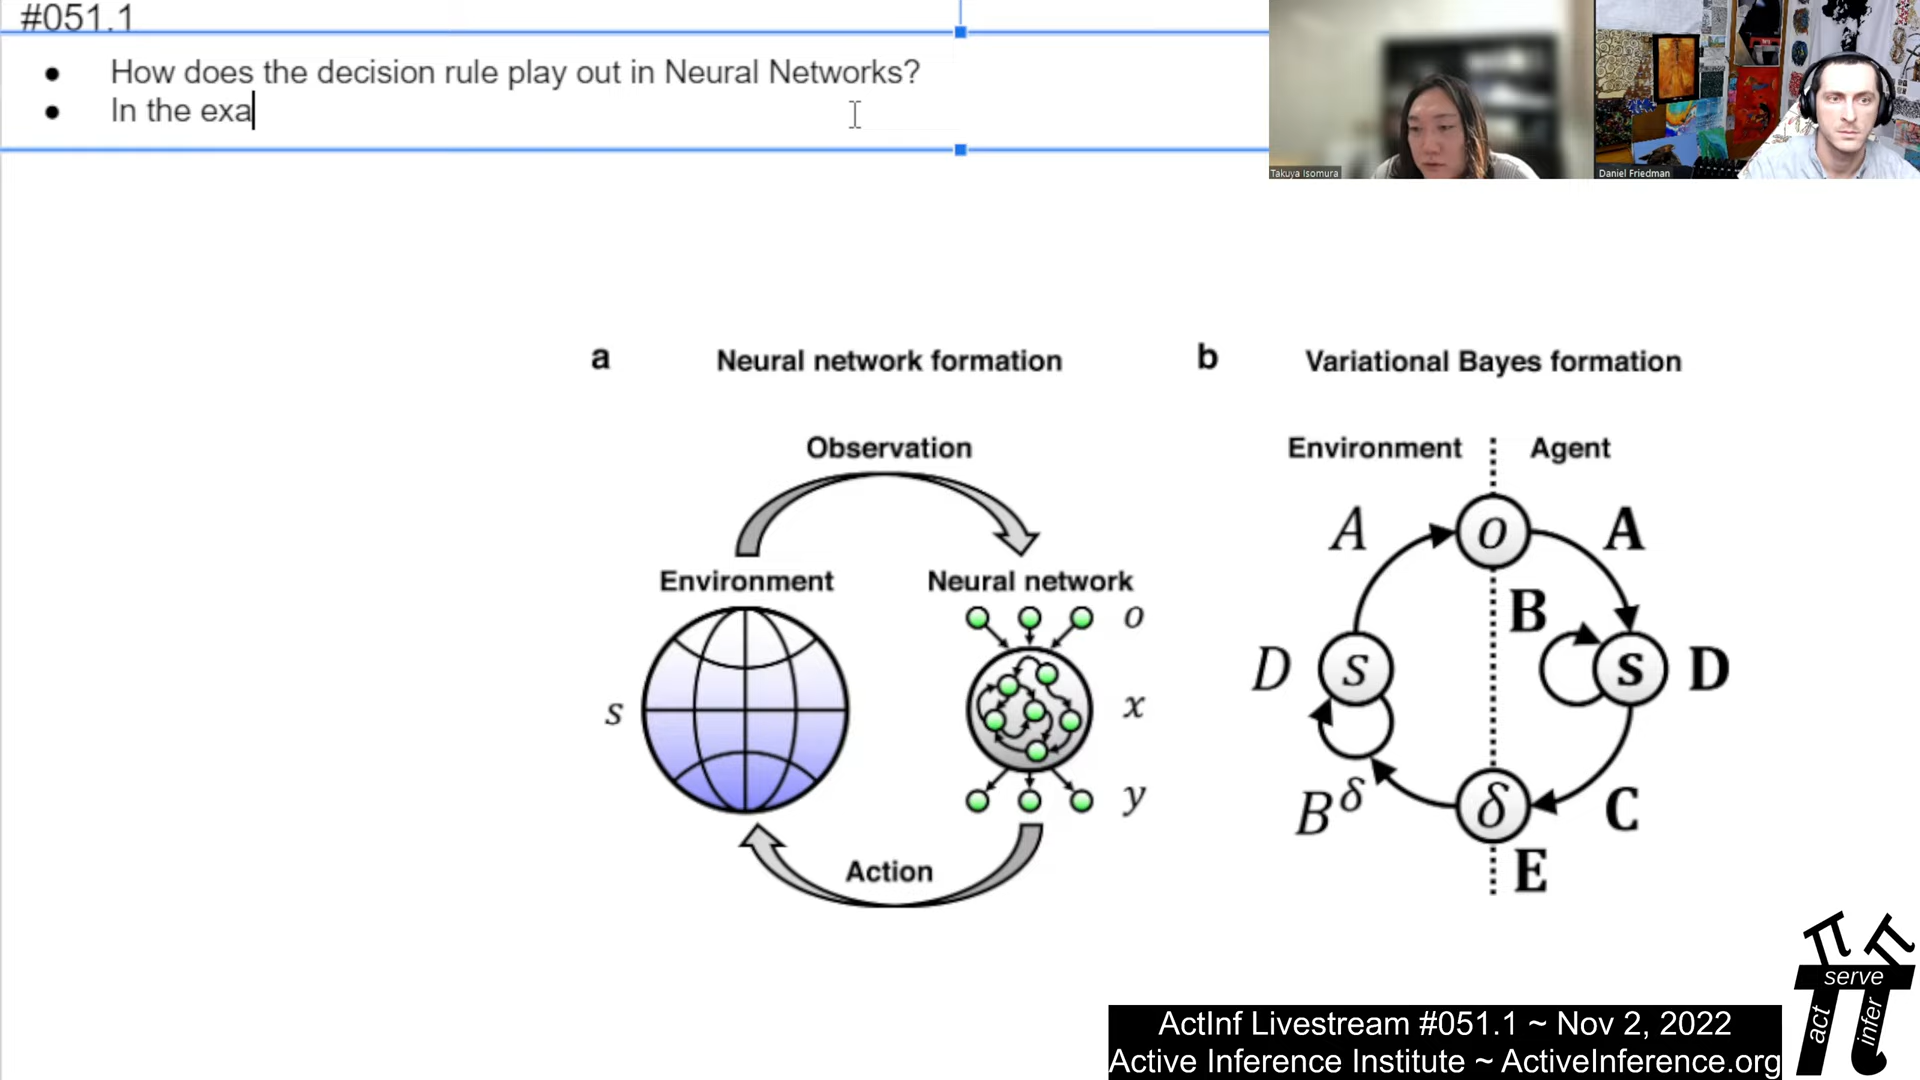 #051.1
● How does the decision rule play out in Neural Networks?
● In the exa
Takuya Isomura
Daniel Friedman
a Neural network formation
b Variational Bayes formation
Observation
Environment Agent
A o A
Environment Neural network
o
B
D s s D
s
x
y
B^δ δ C
Action
E
serve
act
infer
ActInf Livestream #051.1 ~ Nov 2, 2022
Active Inference Institute ~ ActiveInference.org